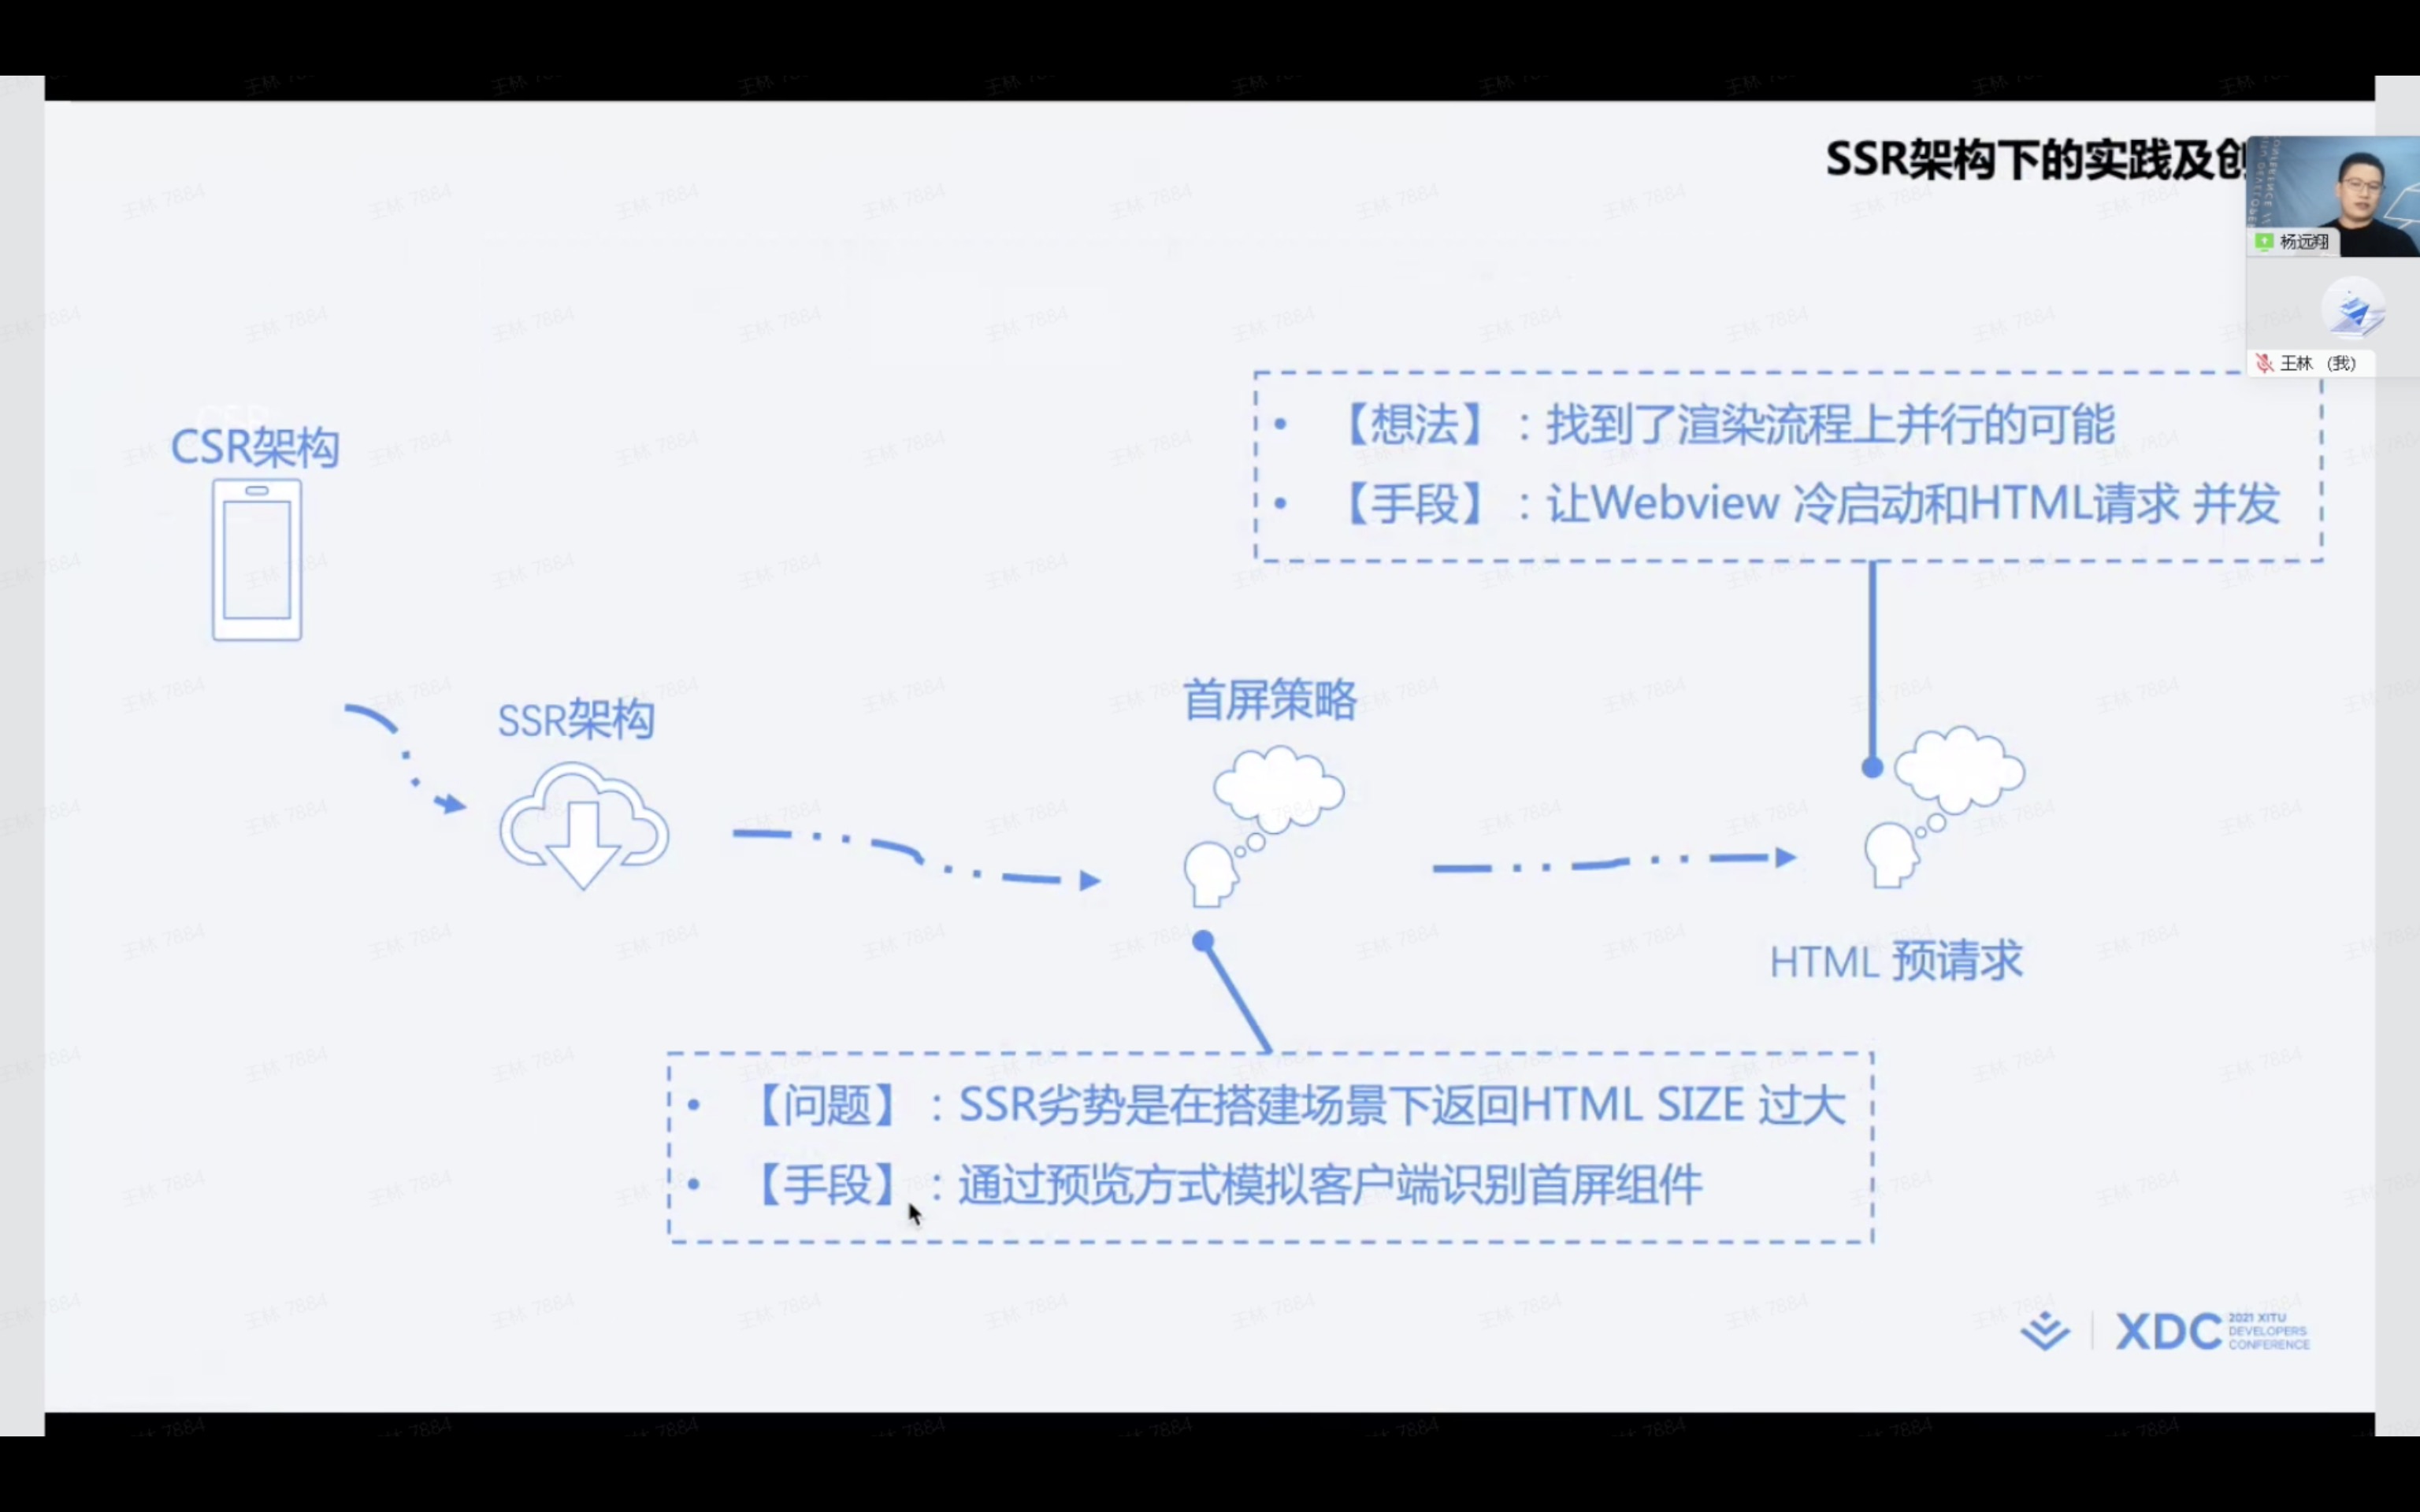 SSR架构下的实践及创
杨远翔
王林 (我)
CSR架构
• 【想法】：找到了渲染流程上并行的可能
• 【手段】：让Webview 冷启动和HTML请求 并发
SSR架构
首屏策略
HTML 预请求
• 【问题】：SSR劣势是在搭建场景下返回HTML SIZE 过大
• 【手段】：通过预览方式模拟客户端识别首屏组件
XDC
2021 XITU
DEVELOPERS
CONFERENCE
王林 7884